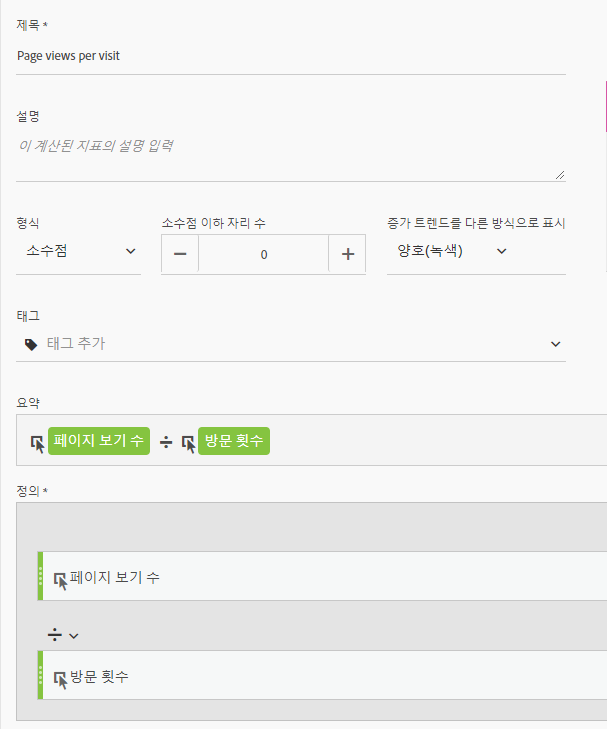 제목 *
Page views per visit
설명
이 계산된 지표의 설명 입력
형식 소수점 이하 자리 수 증가 트렌드를 다른 방식으로 표시
소수점 0 양호(녹색)
태그
태그 추가
요약
페이지 보기 수 ÷ 방문 횟수
정의 *
페이지 보기 수
÷
방문 횟수